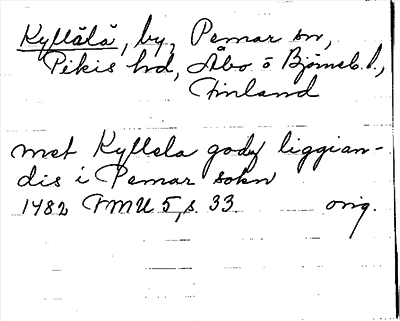 Kyllälä, by, Pemar sn,
Pikis hd, Åbo o Björneb. l.,
Finland
met Kyllela godz liggian-
dis i Pemar sokn
1482 FMU 5, s. 33 orig.